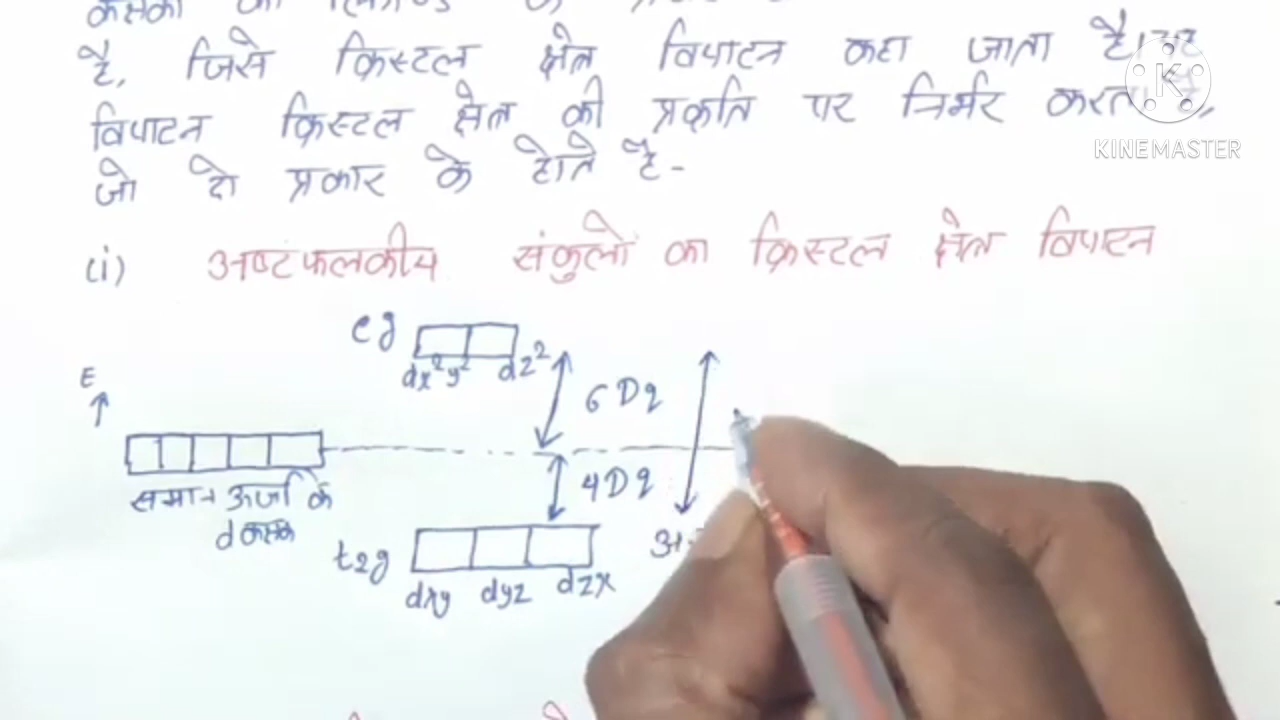 है, जिसे क्रिस्टल क्षेत्र विपाटन कहा जाता है। यह
विपाटन क्रिस्टल क्षेत्र की प्रकृति पर निर्भर करता है,
जो दो प्रकार के होते है-
KINEMASTER
(i) अष्टफलकीय संकुलो का क्रिस्टल क्षेत्र विपाटन
eg
dx²y² dz²
E
6Dq
समान ऊर्जा के
d कक्षक
4Dq
t2g
dxy dyz dzx